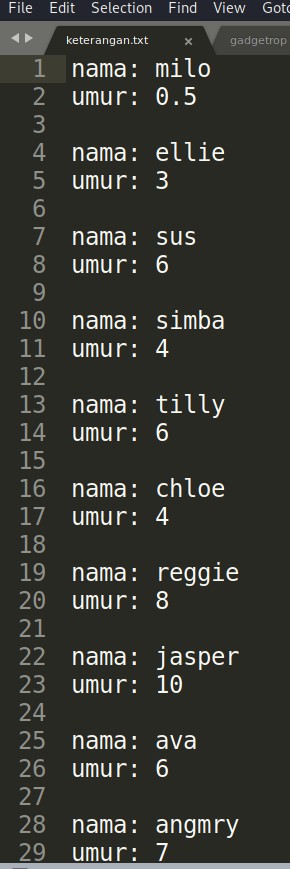 File Edit Selection Find View Goto
keterangan.txt × gadgetrop
1 nama: milo
2 umur: 0.5
3
4 nama: ellie
5 umur: 3
6
7 nama: sus
8 umur: 6
9
10 nama: simba
11 umur: 4
12
13 nama: tilly
14 umur: 6
15
16 nama: chloe
17 umur: 4
18
19 nama: reggie
20 umur: 8
21
22 nama: jasper
23 umur: 10
24
25 nama: ava
26 umur: 6
27
28 nama: angmry
29 umur: 7